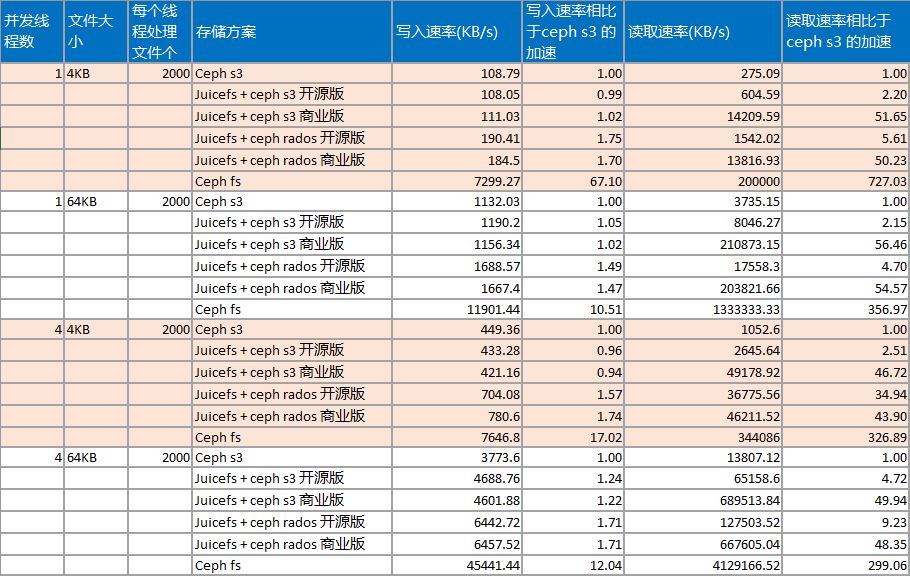 并发线程数 文件大小 每个线程处理文件个 存储方案 写入速率(KB/s) 写入速率相比于ceph s3 的加速 读取速率(KB/s) 读取速率相比于ceph s3 的加速
1 4KB 2000 Ceph s3 108.79 1.00 275.09 1.00
Juicefs + ceph s3 开源版 108.05 0.99 604.59 2.20
Juicefs + ceph s3 商业版 111.03 1.02 14209.59 51.65
Juicefs + ceph rados 开源版 190.41 1.75 1542.02 5.61
Juicefs + ceph rados 商业版 184.5 1.70 13816.93 50.23
Ceph fs 7299.27 67.10 200000 727.03
1 64KB 2000 Ceph s3 1132.03 1.00 3735.15 1.00
Juicefs + ceph s3 开源版 1190.2 1.05 8046.27 2.15
Juicefs + ceph s3 商业版 1156.34 1.02 210873.15 56.46
Juicefs + ceph rados 开源版 1688.57 1.49 17558.3 4.70
Juicefs + ceph rados 商业版 1667.4 1.47 203821.66 54.57
Ceph fs 11901.44 10.51 1333333.33 356.97
4 4KB 2000 Ceph s3 449.36 1.00 1052.6 1.00
Juicefs + ceph s3 开源版 433.28 0.96 2645.64 2.51
Juicefs + ceph s3 商业版 421.16 0.94 49178.92 46.72
Juicefs + ceph rados 开源版 704.08 1.57 36775.56 34.94
Juicefs + ceph rados 商业版 780.6 1.74 46211.52 43.90
Ceph fs 7646.8 17.02 344086 326.89
4 64KB 2000 Ceph s3 3773.6 1.00 13807.12 1.00
Juicefs + ceph s3 开源版 4688.76 1.24 65158.6 4.72
Juicefs + ceph s3 商业版 4601.88 1.22 689513.84 49.94
Juicefs + ceph rados 开源版 6442.72 1.71 127503.52 9.23
Juicefs + ceph rados 商业版 6457.52 1.71 667605.04 48.35
Ceph fs 45441.44 12.04 4129166.52 299.06